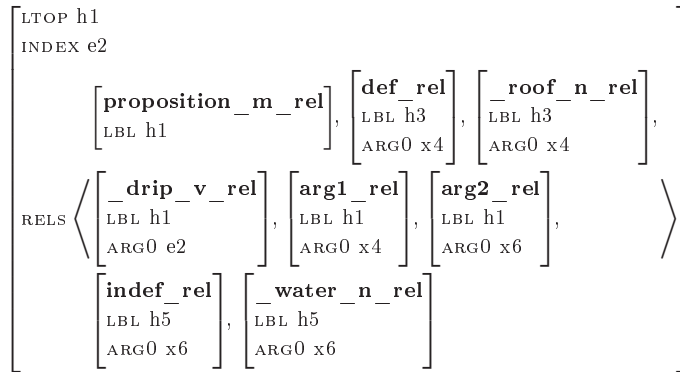 LTOP h1
INDEX e2
proposition_m_rel, def_rel, _roof_n_rel,
LBL h1 LBL h3 LBL h3
ARG0 x4 ARG0 x4
RELS ⟨ _drip_v_rel, arg1_rel, arg2_rel, ⟩
LBL h1 LBL h1 LBL h1
ARG0 e2 ARG0 x4 ARG0 x6
indef_rel, _water_n_rel
LBL h5 LBL h5
ARG0 x6 ARG0 x6